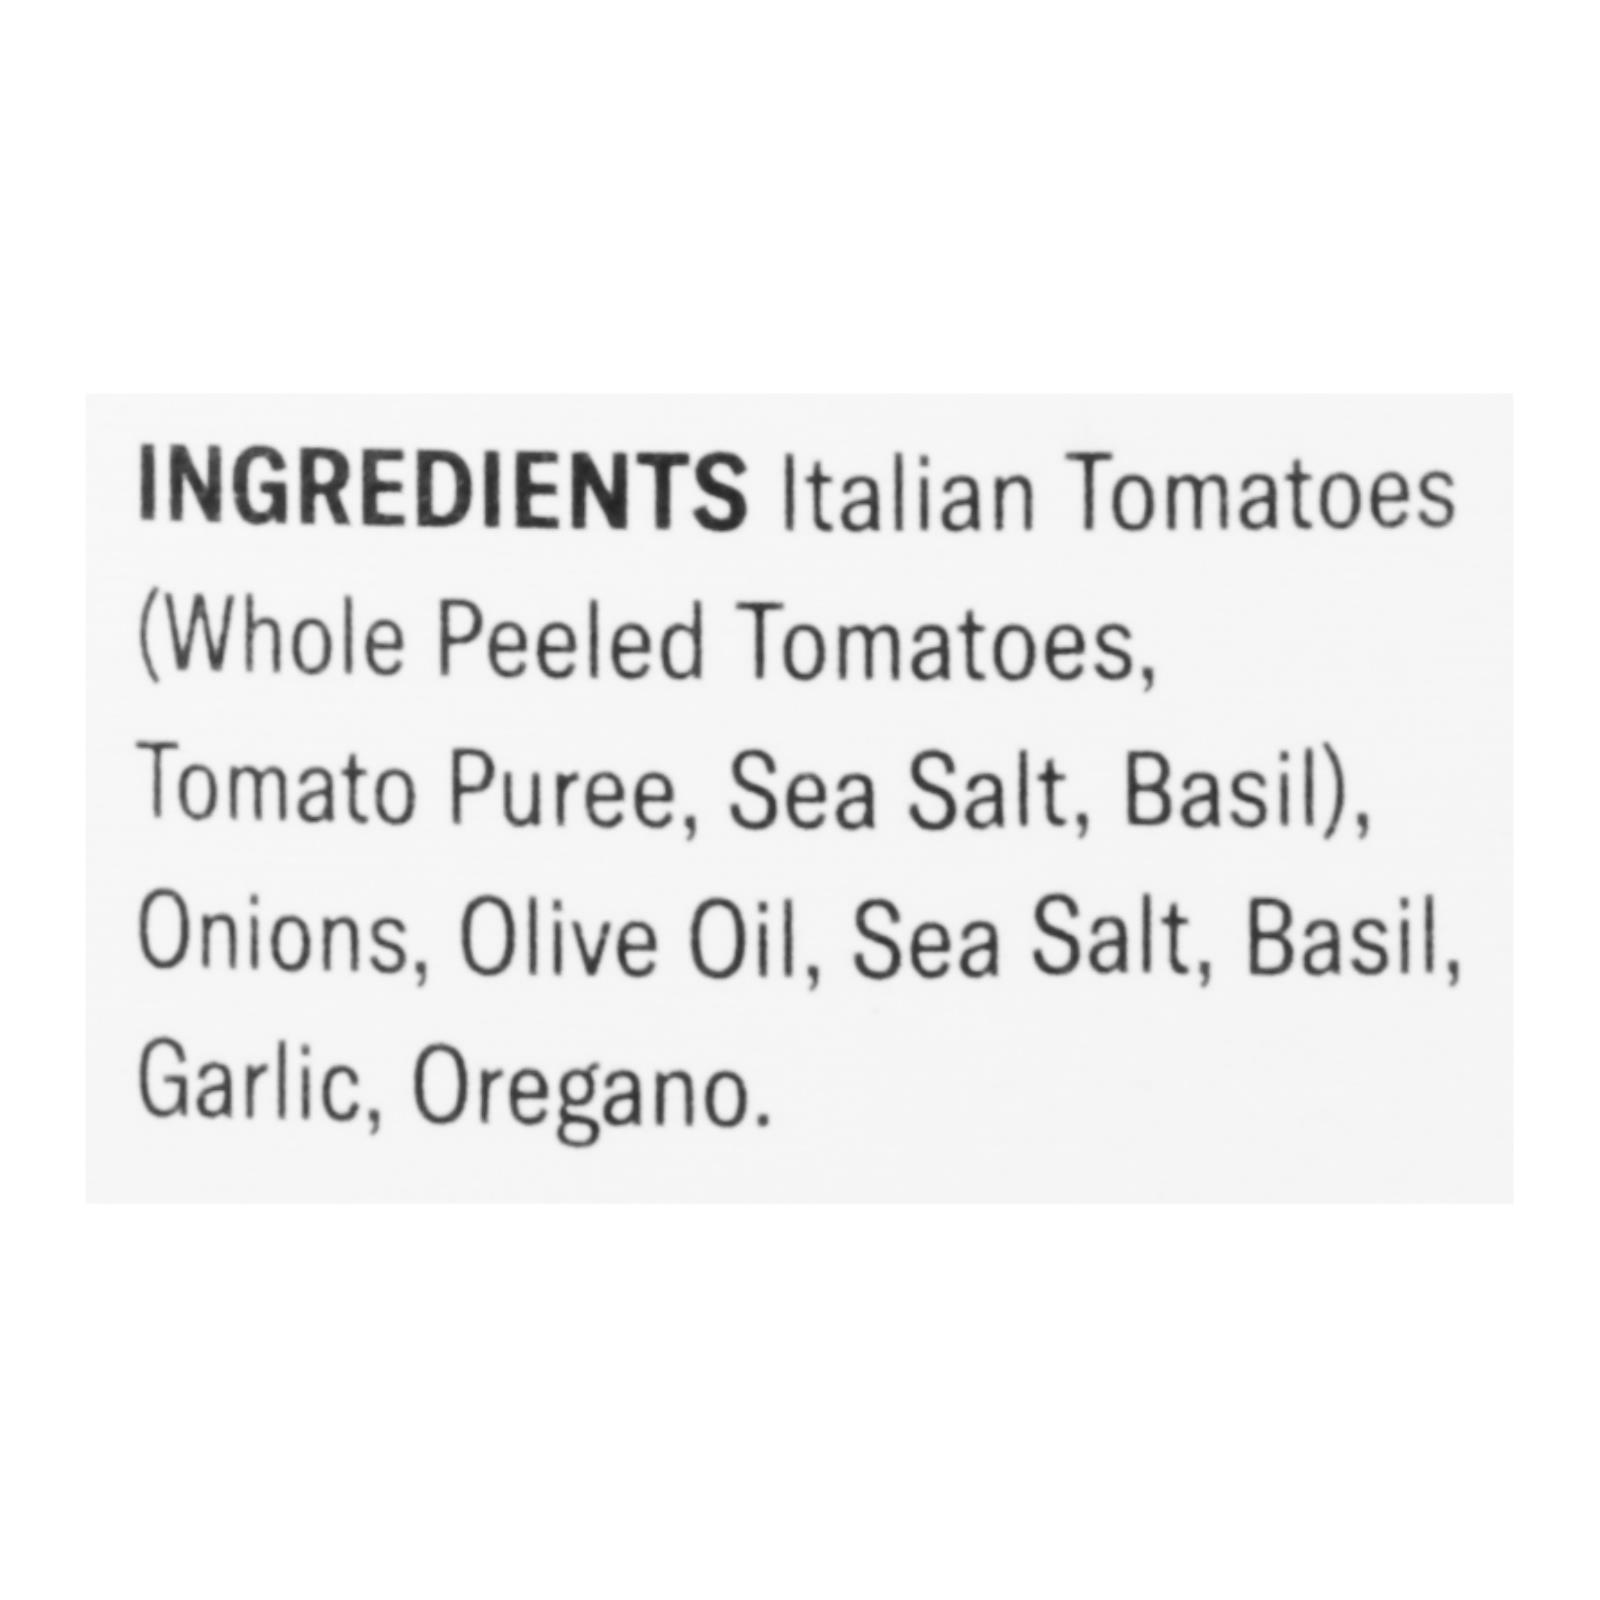 INGREDIENTS Italian Tomatoes
(Whole Peeled Tomatoes,
Tomato Puree, Sea Salt, Basil),
Onions, Olive Oil, Sea Salt, Basil,
Garlic, Oregano.